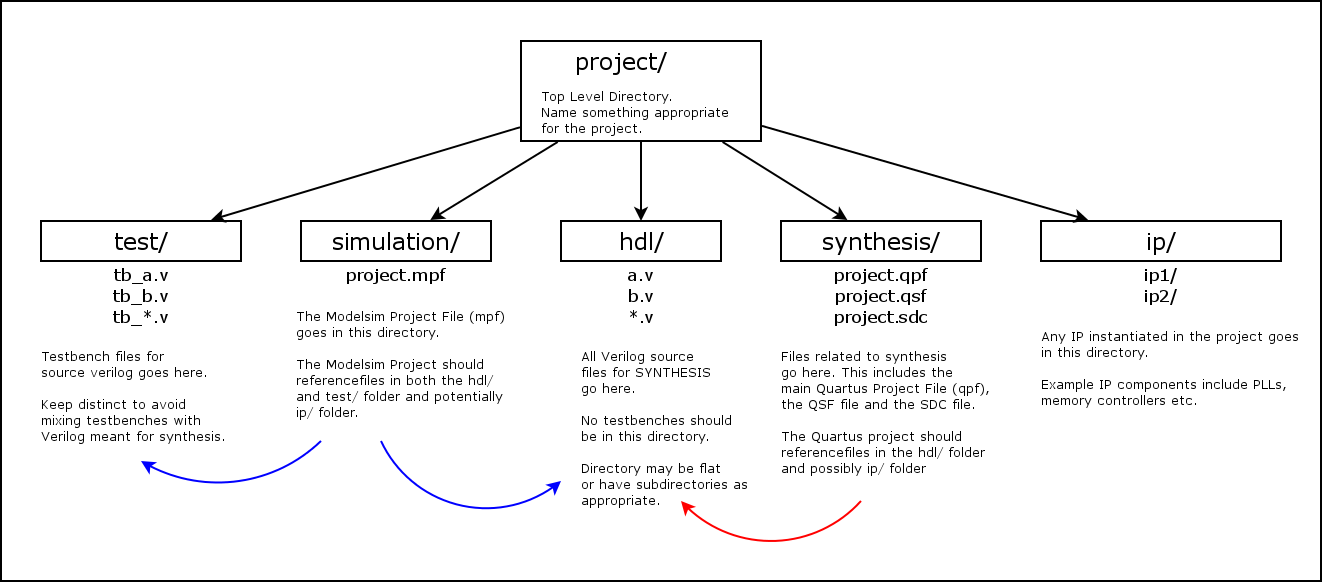 project/
Top Level Directory.
Name something appropriate
for the project.
test/
tb_a.v
tb_b.v
tb_*.v
Testbench files for
source verilog goes here.
Keep distinct to avoid
mixing testbenches with
Verilog meant for synthesis.
simulation/
project.mpf
The Modelsim Project File (mpf)
goes in this directory.
The Modelsim Project should
referencefiles in both the hdl/
and test/ folder and potentially
ip/ folder.
hdl/
a.v
b.v
*.v
All Verilog source
files for SYNTHESIS
go here.
No testbenches should
be in this directory.
Directory may be flat
or have subdirectories as
appropriate.
synthesis/
project.qpf
project.qsf
project.sdc
Files related to synthesis
go here. This includes the
main Quartus Project File (qpf),
the QSF file and the SDC file.
The Quartus project should
referencefiles in the hdl/ folder
and possibly ip/ folder
ip/
ip1/
ip2/
Any IP instantiated in the project goes
in this directory.
Example IP components include PLLs,
memory controllers etc.